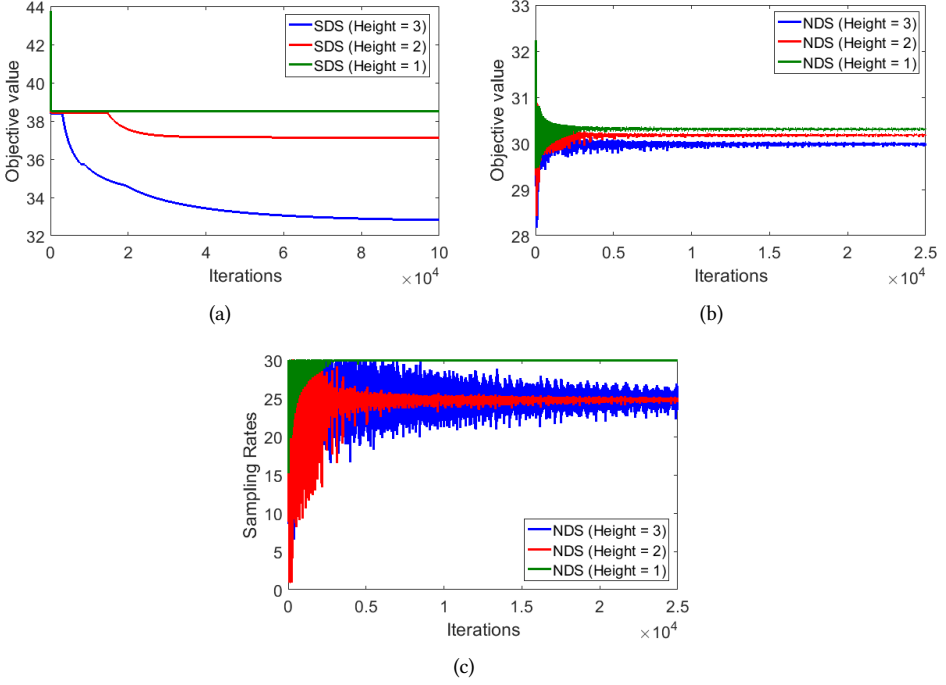 44
42
40
38
36
34
32
Objective value
SDS (Height = 3)
SDS (Height = 2)
SDS (Height = 1)
0 2 4 6 8 10
Iterations
×10^4
(a)
33
32
31
30
29
28
Objective value
NDS (Height = 3)
NDS (Height = 2)
NDS (Height = 1)
0 0.5 1 1.5 2 2.5
Iterations
×10^4
(b)
30
25
20
15
10
5
0
Sampling Rates
NDS (Height = 3)
NDS (Height = 2)
NDS (Height = 1)
0 0.5 1 1.5 2 2.5
Iterations
×10^4
(c)